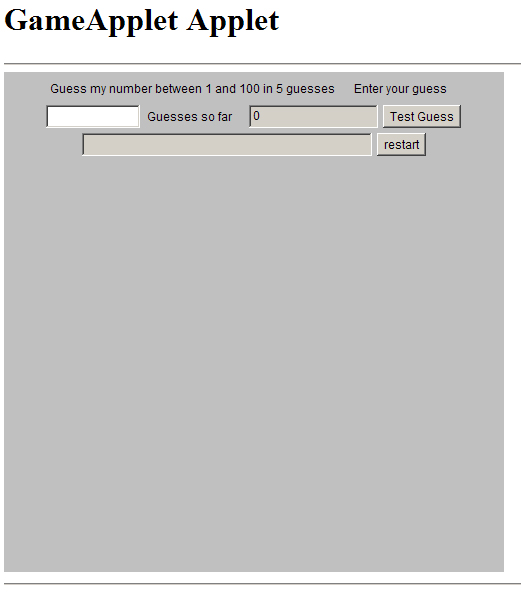 GameApplet Applet
Guess my number between 1 and 100 in 5 guesses Enter your guess
Guesses so far 0 Test Guess
restart